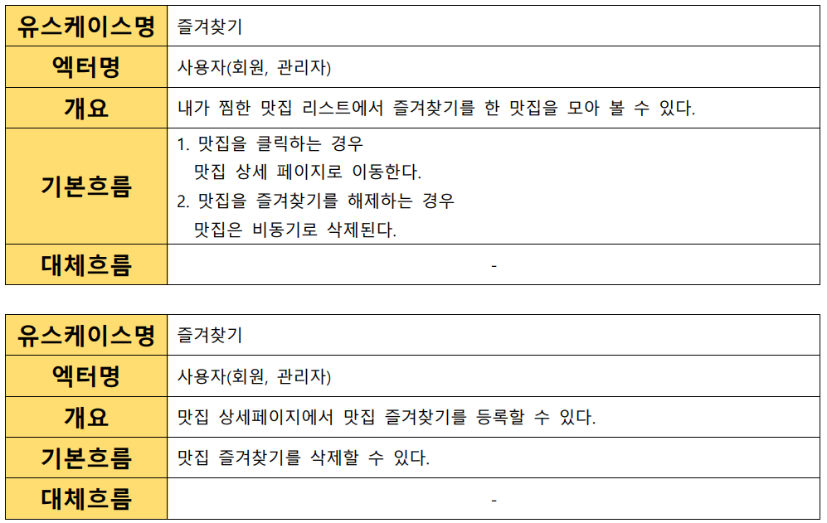 유스케이스명 즐겨찾기
엑터명 사용자(회원, 관리자)
개요 내가 찜한 맛집 리스트에서 즐겨찾기를 한 맛집을 모아 볼 수 있다.
기본흐름
1. 맛집을 클릭하는 경우
맛집 상세 페이지로 이동한다.
2. 맛집을 즐겨찾기를 해제하는 경우
맛집은 비동기로 삭제된다.
대체흐름 -
유스케이스명 즐겨찾기
엑터명 사용자(회원, 관리자)
개요 맛집 상세페이지에서 맛집 즐겨찾기를 등록할 수 있다.
기본흐름 맛집 즐겨찾기를 삭제할 수 있다.
대체흐름 -